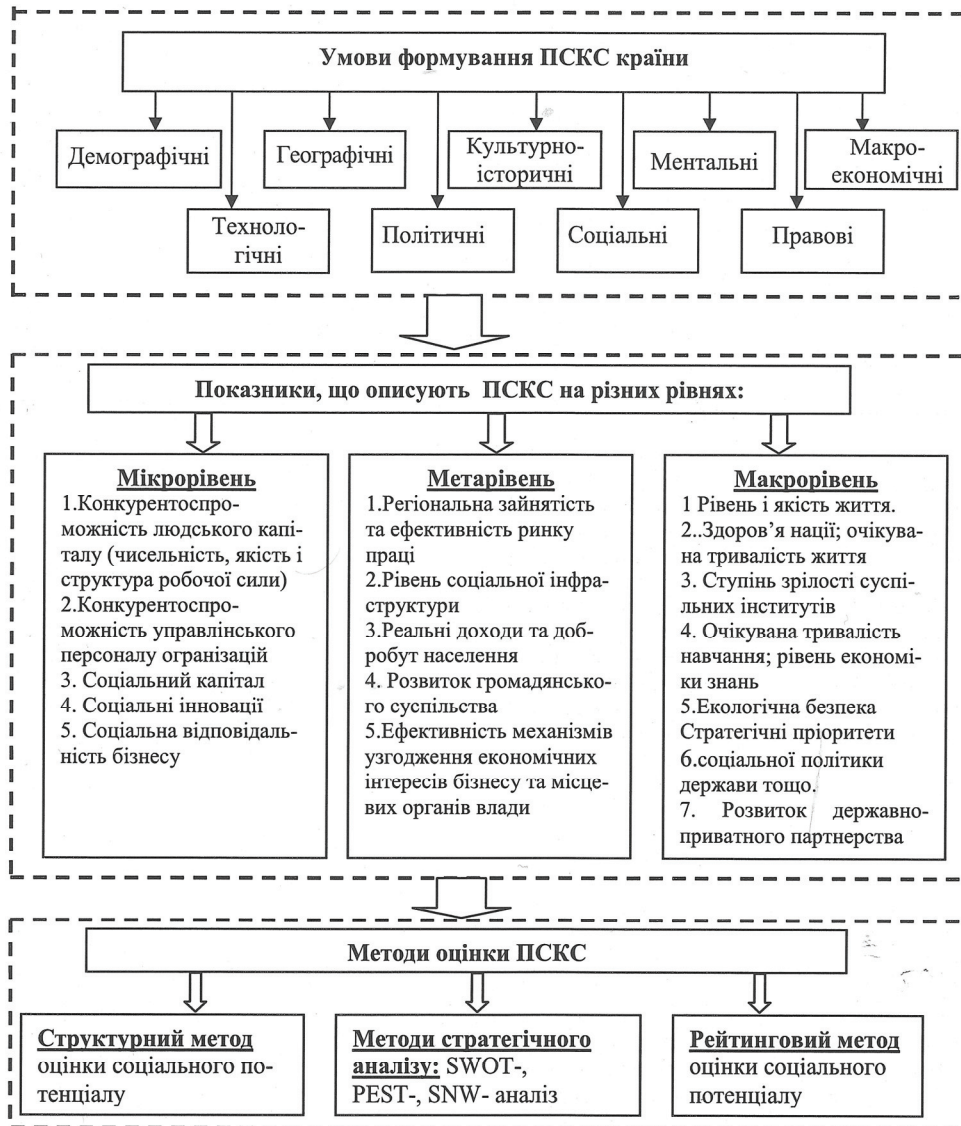 Умови формування ПСКС країни
Демографічні
Географічні
Культурно-
історичні
Ментальні
Макро-
економічні
Техноло-
гічні
Політичні
Соціальні
Правові
Показники, що описують ПСКС на різних рівнях:
Мікрорівень
1.Конкурентоспро-
можність людського капі-
талу (чисельність, якість і
структура робочої сили)
2.Конкурентоспро-
можність управлінського
персоналу огранізацій
3. Соціальний капітал
4. Соціальні інновації
5. Соціальна відповідаль-
ність бізнесу
Метарівень
1.Регіональна зайнятість
та ефективність ринку
праці
2.Рівень соціальної інфра-
структури
3.Реальні доходи та доб-
робут населення
4. Розвиток громадянсько-
го суспільства
5.Ефективність механізмів
узгодження економічних
інтересів бізнесу та місце-
вих органів влади
Макрорівень
1 Рівень і якість життя.
2..Здоров’я нації; очікува-
на тривалість життя
3. Ступінь зрілості суспі-
льних інститутів
4. Очікувана тривалість
навчання; рівень економі-
ки знань
5.Екологічна безпека
Стратегічні пріоритети
6.соціальної політики
держави тощо.
7. Розвиток державно-
приватного партнерства
Методи оцінки ПСКС
Структурний метод
оцінки соціального по-
тенціалу
Методи стратегічного
аналізу: SWOT-,
PEST-, SNW- аналіз
Рейтинговий метод
оцінки соціального
потенціалу